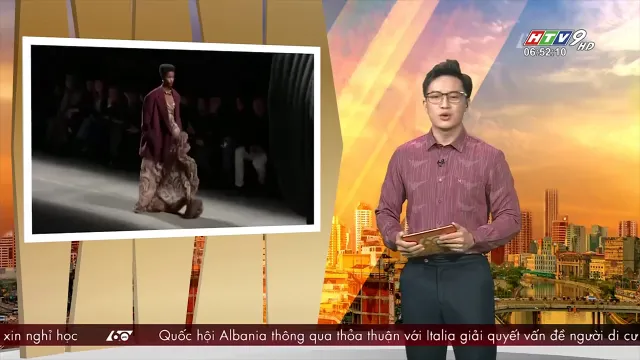 HTV9 HD
06:52:10
xin nghỉ học 60 Quốc hội Albania thông qua thỏa thuận với Italia giải quyết vấn đề người di cư